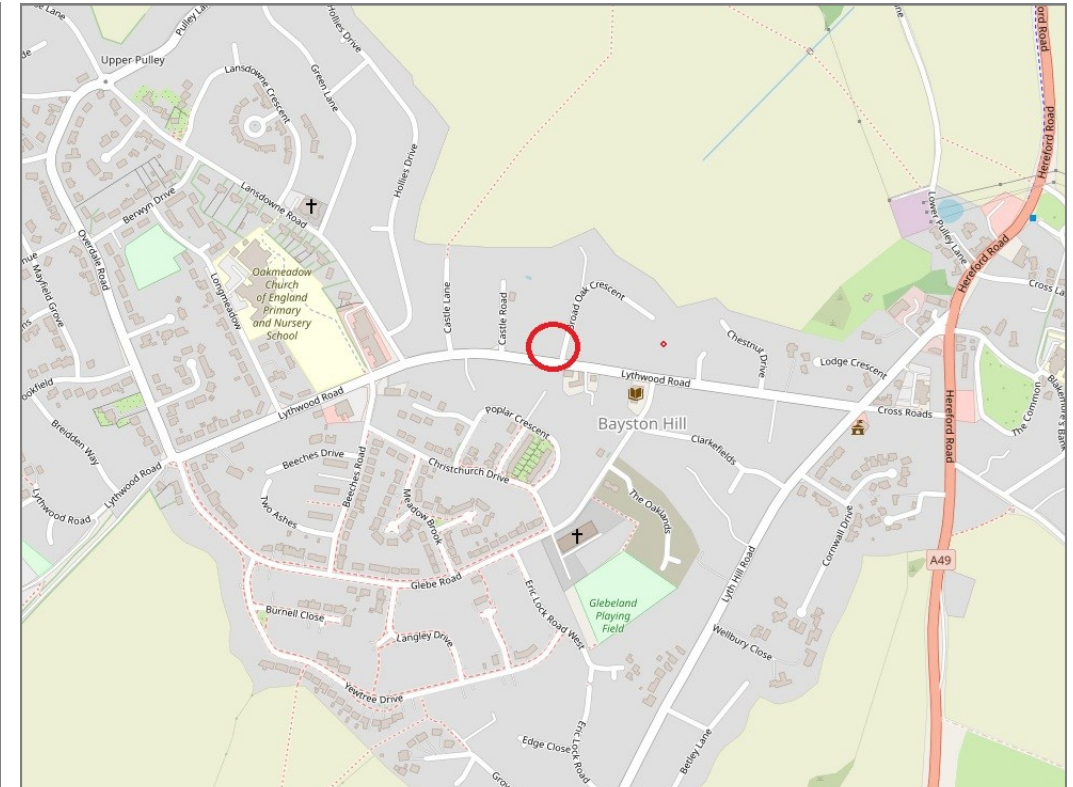 Pulley
Hollies Drive
Upper Pulley
Lansdowne Crescent
Green Lane
Hollies Drive
Lansdowne Road
Berwyn Drive
Overdale Road
Mayfield Grove
Longmeadow
Oakmeadow
Church
of England
Primary
and Nursery
School
Castle Lane
Castle Road
Broad Oak Crescent
Chestnut Drive
Lodge Crescent
Lower Pulley Lane
Hereford Road
Hereford Road
Hereford Road
Hereford Road
Cross
Cross Roads
Lythwood Road
Lythwood Road
Lythwood Road
Lythwood Road
Breidden Way
Bayston Hill
Poplar Crescent
Christchurch Drive
Beeches Drive
Beeches Road
Two Ashes
Meadow Brook
Glebe Road
Clarkefields
The Oaklands
The Common
Cornwall Drive
Lyth Hill Road
A49
Burnell Close
Langley Drive
Yewtree Drive
Eric Lock Road West
Glebeland
Playing
Field
Wellbury Close
Betley Lane
Edge Close
Eric Lock Road